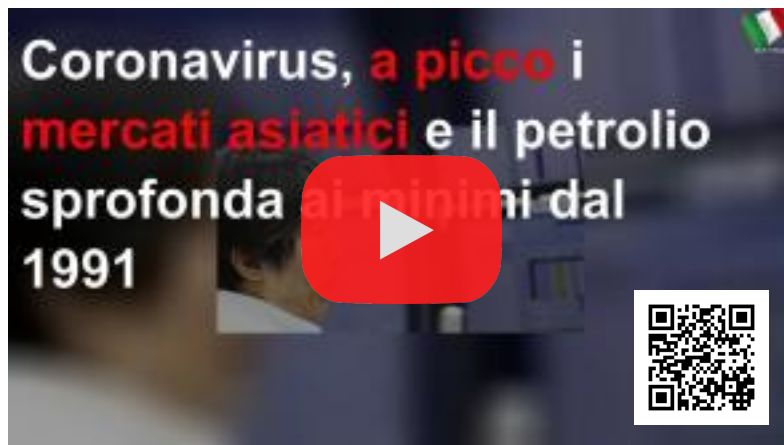 Coronavirus, a picco i
mercati asiatici e il petrolio
sprofonda ai minimi dal
1991